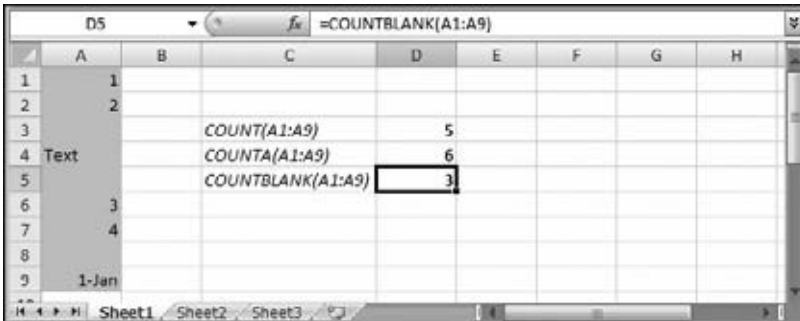 D5 fx =COUNTBLANK(A1:A9)
A B C D E F G H
1 1
2 2
3 COUNT(A1:A9) 5
4 Text COUNTA(A1:A9) 6
5 COUNTBLANK(A1:A9) 3
6 3
7 4
8
9 1-Jan
Sheet1 Sheet2 Sheet3